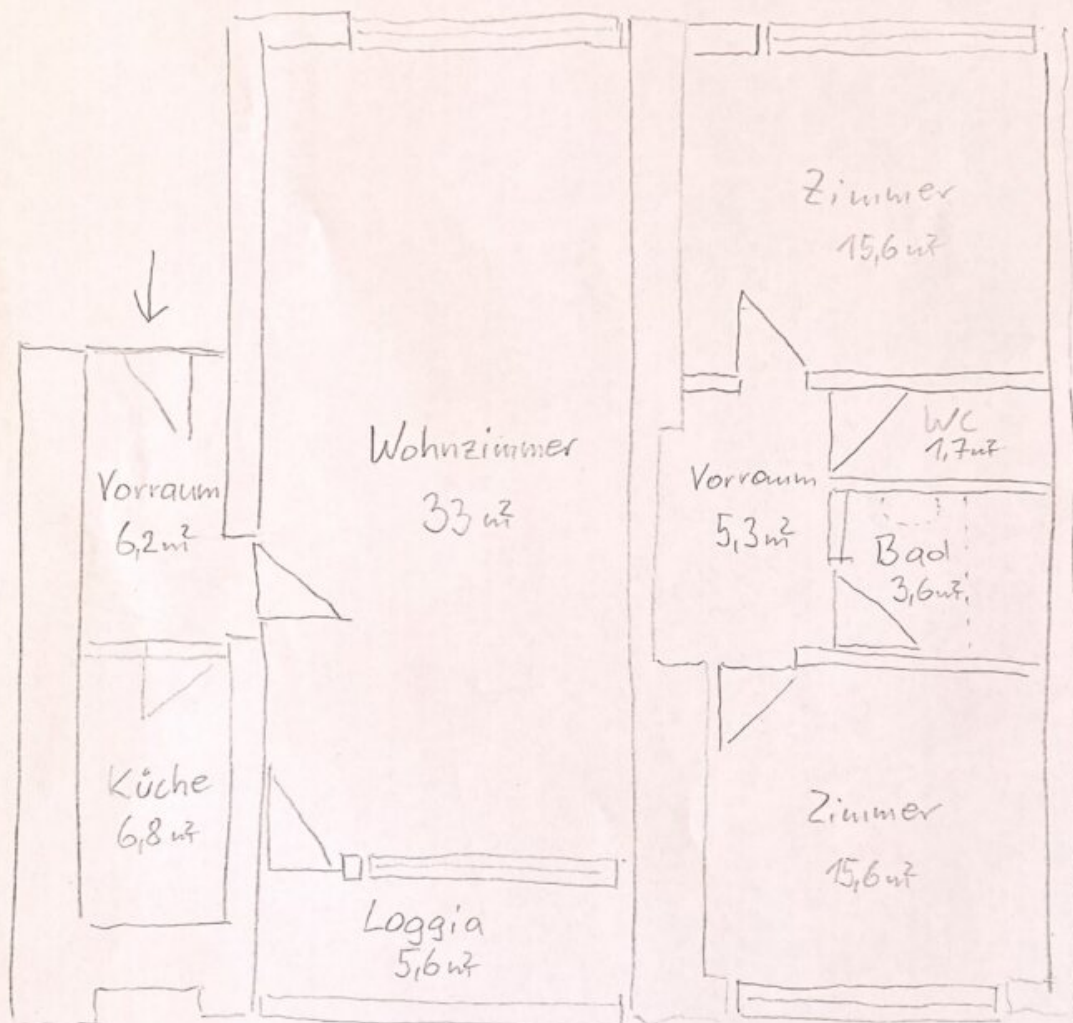 Zimmer
15,6 m²
Wohnzimmer
33 m²
WC
1,7 m²
Vorraum
6,2 m²
Vorraum
5,3 m²
Bad
3,6 m²
Küche
6,8 m²
Zimmer
15,6 m²
Loggia
5,6 m²